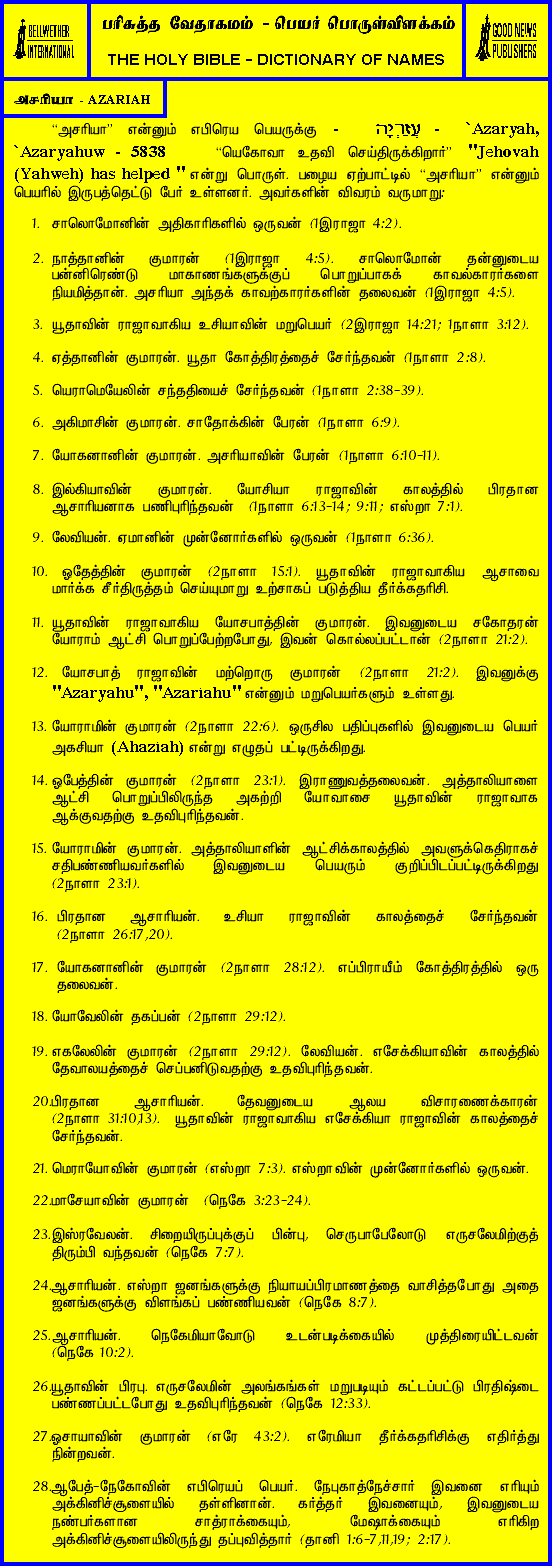 BELLWETHER
INTERNATIONAL
பரிசுத்த வேதாகமம் - பெயர் பொருள்விளக்கம்
THE HOLY BIBLE - DICTIONARY OF NAMES
GOOD NEWS
PUBLISHERS
அசரியா - AZARIAH
“அசரியா” என்னும் எபிரெய பெயருக்கு - עֲזַרְיָה - `Azaryah,
`Azaryahuw - 5838 “யெகோவா உதவி செய்திருக்கிறார்” "Jehovah
(Yahweh) has helped " என்று பொருள். பழைய ஏற்பாட்டில் “அசரியா” என்னும்
பெயரில் இருபத்தெட்டு பேர் உள்ளனர். அவர்களின் விவரம் வருமாறு:
1. சாலொமோனின் அதிகாரிகளில் ஒருவன் (1இராஜா 4:2).
2. நாத்தானின் குமாரன் (1இராஜா 4:5). சாலொமோன் தன்னுடைய
பன்னிரெண்டு மாகாணங்களுக்குப் பொறுப்பாகக் காவல்காரர்களை
நியமித்தான். அசரியா அந்தக் காவற்காரர்களின் தலைவன் (1இராஜா 4:5).
3. யூதாவின் ராஜாவாகிய உசியாவின் மறுபெயர் (2இராஜா 14:21; 1நாளா 3:12).
4. ஏத்தானின் குமாரன். யூதா கோத்திரத்தைச் சேர்ந்தவன் (1நாளா 2:8).
5. யெராமெயேலின் சந்ததியைச் சேர்ந்தவன் (1நாளா 2:38-39).
6. அகிமாசின் குமாரன். சாதோக்கின் பேரன் (1நாளா 6:9).
7. யோகனானின் குமாரன். அசரியாவின் பேரன் (1நாளா 6:10-11).
8. இல்கியாவின் குமாரன். யோசியா ராஜாவின் காலத்தில் பிரதான
ஆசாரியனாக பணிபுரிந்தவன் (1நாளா 6:13-14; 9:11; எஸ்றா 7:1).
9. லேவியன். ஏமானின் முன்னோர்களில் ஒருவன் (1நாளா 6:36).
10. ஓதேத்தின் குமாரன் (2நாளா 15:1). யூதாவின் ராஜாவாகிய ஆசாவை
மார்க்க சீர்திருத்தம் செய்யுமாறு உற்சாகப் படுத்திய தீர்க்கதரிசி.
11. யூதாவின் ராஜாவாகிய யோசபாத்தின் குமாரன். இவனுடைய சகோதரன்
யோராம் ஆட்சி பொறுப்பேற்றபோது, இவன் கொல்லப்பட்டான் (2நாளா 21:2).
12. யோசபாத் ராஜாவின் மற்றொரு குமாரன் (2நாளா 21:2). இவனுக்கு
"Azaryahu", "Azariahu" என்னும் மறுபெயர்களும் உள்ளது.
13. யோராமின் குமாரன் (2நாளா 22:6). ஒருசில பதிப்புகளில் இவனுடைய பெயர்
அகசியா (Ahaziah) என்று எழுதப் பட்டிருக்கிறது.
14. ஓபேத்தின் குமாரன் (2நாளா 23:1). இராணுவத்தலைவன். அத்தாலியாளை
ஆட்சி பொறுப்பிலிருந்த அகற்றி யோவாசை யூதாவின் ராஜாவாக
ஆக்குவதற்கு உதவிபுரிந்தவன்.
15. யோராமின் குமாரன். அத்தாலியாளின் ஆட்சிக்காலத்தில் அவளுக்கெதிராகச்
சதிபண்ணியவர்களில் இவனுடைய பெயரும் குறிப்பிடப்பட்டிருக்கிறது
(2நாளா 23:1).
16. பிரதான ஆசாரியன். உசியா ராஜாவின் காலத்தைச் சேர்ந்தவன்
(2நாளா 26:17,20).
17. யோகனானின் குமாரன் (2நாளா 28:12). எப்பிராயீம் கோத்திரத்தில் ஒரு
தலைவன்.
18. யோவேலின் தகப்பன் (2நாளா 29:12).
19. எகலேலின் குமாரன் (2நாளா 29:12). லேவியன். எசேக்கியாவின் காலத்தில்
தேவாலயத்தைச் செப்பனிடுவதற்கு உதவிபுரிந்தவன்.
20.பிரதான ஆசாரியன். தேவனுடைய ஆலய விசாரணைக்காரன்
(2நாளா 31:10,13). யூதாவின் ராஜாவாகிய எசேக்கியா ராஜாவின் காலத்தைச்
சேர்ந்தவன்.
21. மெராயோவின் குமாரன் (எஸ்றா 7:3). எஸ்றாவின் முன்னோர்களில் ஒருவன்.
22.மாசேயாவின் குமாரன் (நெகே 3:23-24).
23.இஸ்ரவேலன். சிறையிருப்புக்குப் பின்பு, செருபாபேலோடு எருசலேமிற்குத்
திரும்பி வந்தவன் (நெகே 7:7).
24.ஆசாரியன். எஸ்றா ஜனங்களுக்கு நியாயப்பிரமாணத்தை வாசித்தபோது அதை
ஜனங்களுக்கு விளங்கப் பண்ணியவன் (நெகே 8:7).
25.ஆசாரியன். நெகேமியாவோடு உடன்படிக்கையில் முத்திரையிட்டவன்
(நெகே 10:2).
26.யூதாவின் பிரபு. எருசலேமின் அலங்கங்கள் மறுபடியும் கட்டப்பட்டு பிரதிஷ்டை
பண்ணப்பட்டபோது உதவிபுரிந்தவன் (நெகே 12:33).
27.ஓசாயாவின் குமாரன் (எரே 43:2). எரேமியா தீர்க்கதரிசிக்கு எதிர்த்து
நின்றவன்.
28.ஆபேத்-நேகோவின் எபிரெயப் பெயர். நேபுகாத்நேச்சார் இவனை எரியும்
அக்கினிச்சூளையில் தள்ளினான். கர்த்தர் இவனையும், இவனுடைய
நண்பர்களான சாத்ராக்கையும், மேஷாக்கையும் எரிகிற
அக்கினிச்சூளையிலிருந்து தப்புவித்தார் (தானி 1:6-7,11,19; 2:17).